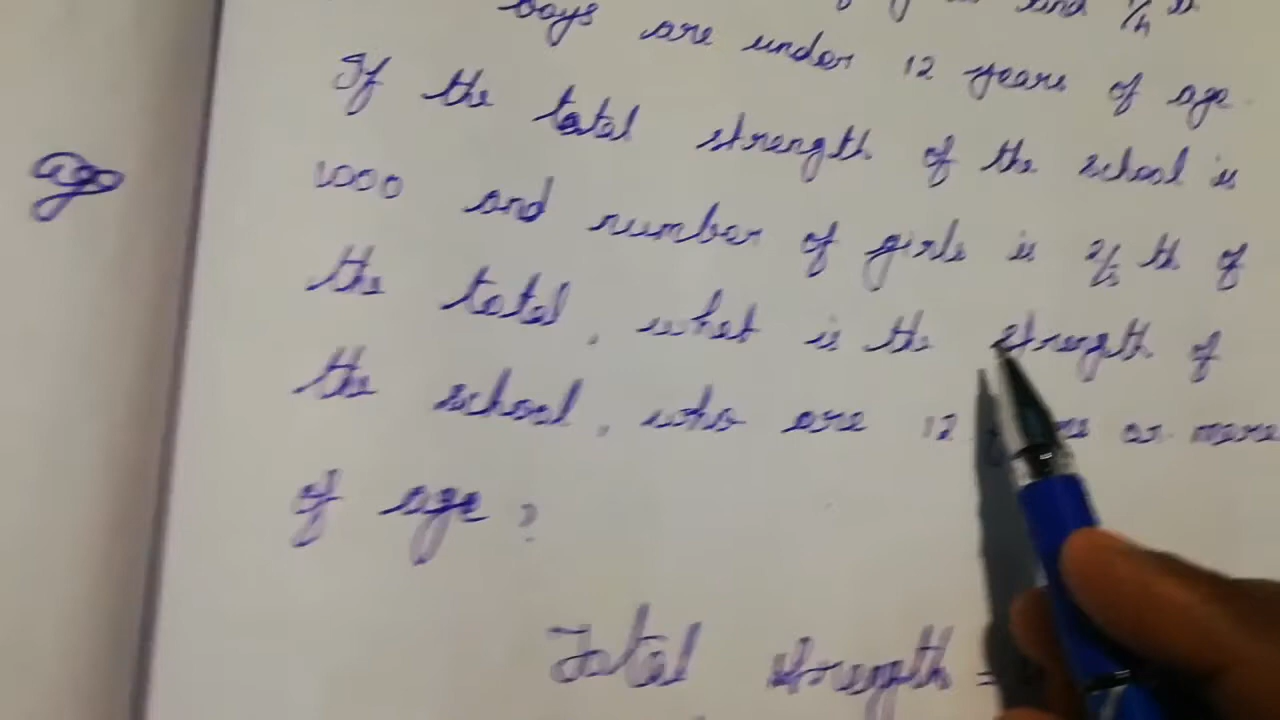 boys are under 12 years of age
If the total strength of the school is
1000 and number of girls is 2/5 th of
the total, what is the strength of
the school, who are 12 or more
of age?
Total strength =
ago